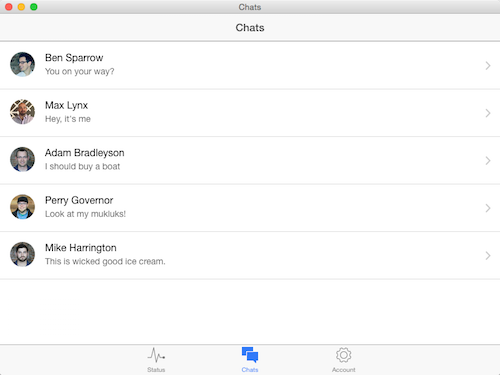 Chats
Chats
Ben Sparrow
You on your way?
Max Lynx
Hey, it's me
Adam Bradleyson
I should buy a boat
Perry Governor
Look at my mukluks!
Mike Harrington
This is wicked good ice cream.
Status
Chats
Account